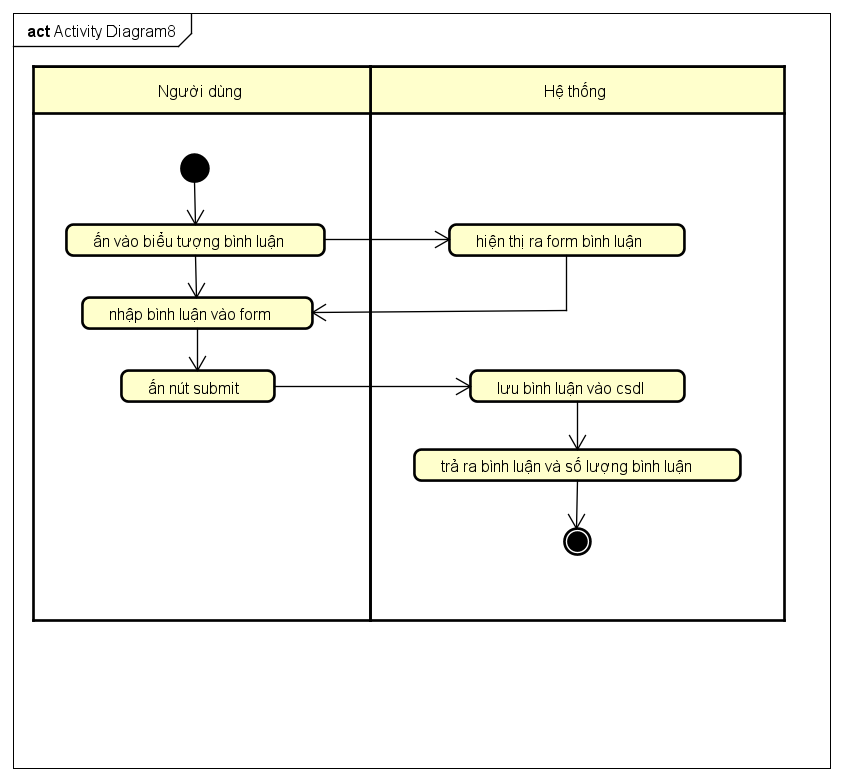 act Activity Diagram8
Người dùng
Hệ thống
ấn vào biểu tượng bình luận
hiện thị ra form bình luận
nhập bình luận vào form
ấn nút submit
lưu bình luận vào csdl
trả ra bình luận và số lượng bình luận